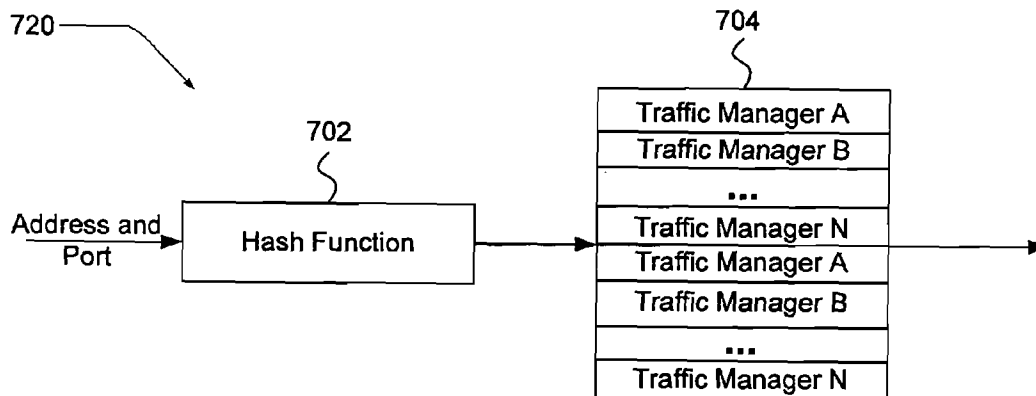 720
704
Traffic Manager A
702
Traffic Manager B
...
Address and
Port
Hash Function
Traffic Manager N
Traffic Manager A
Traffic Manager B
...
Traffic Manager N